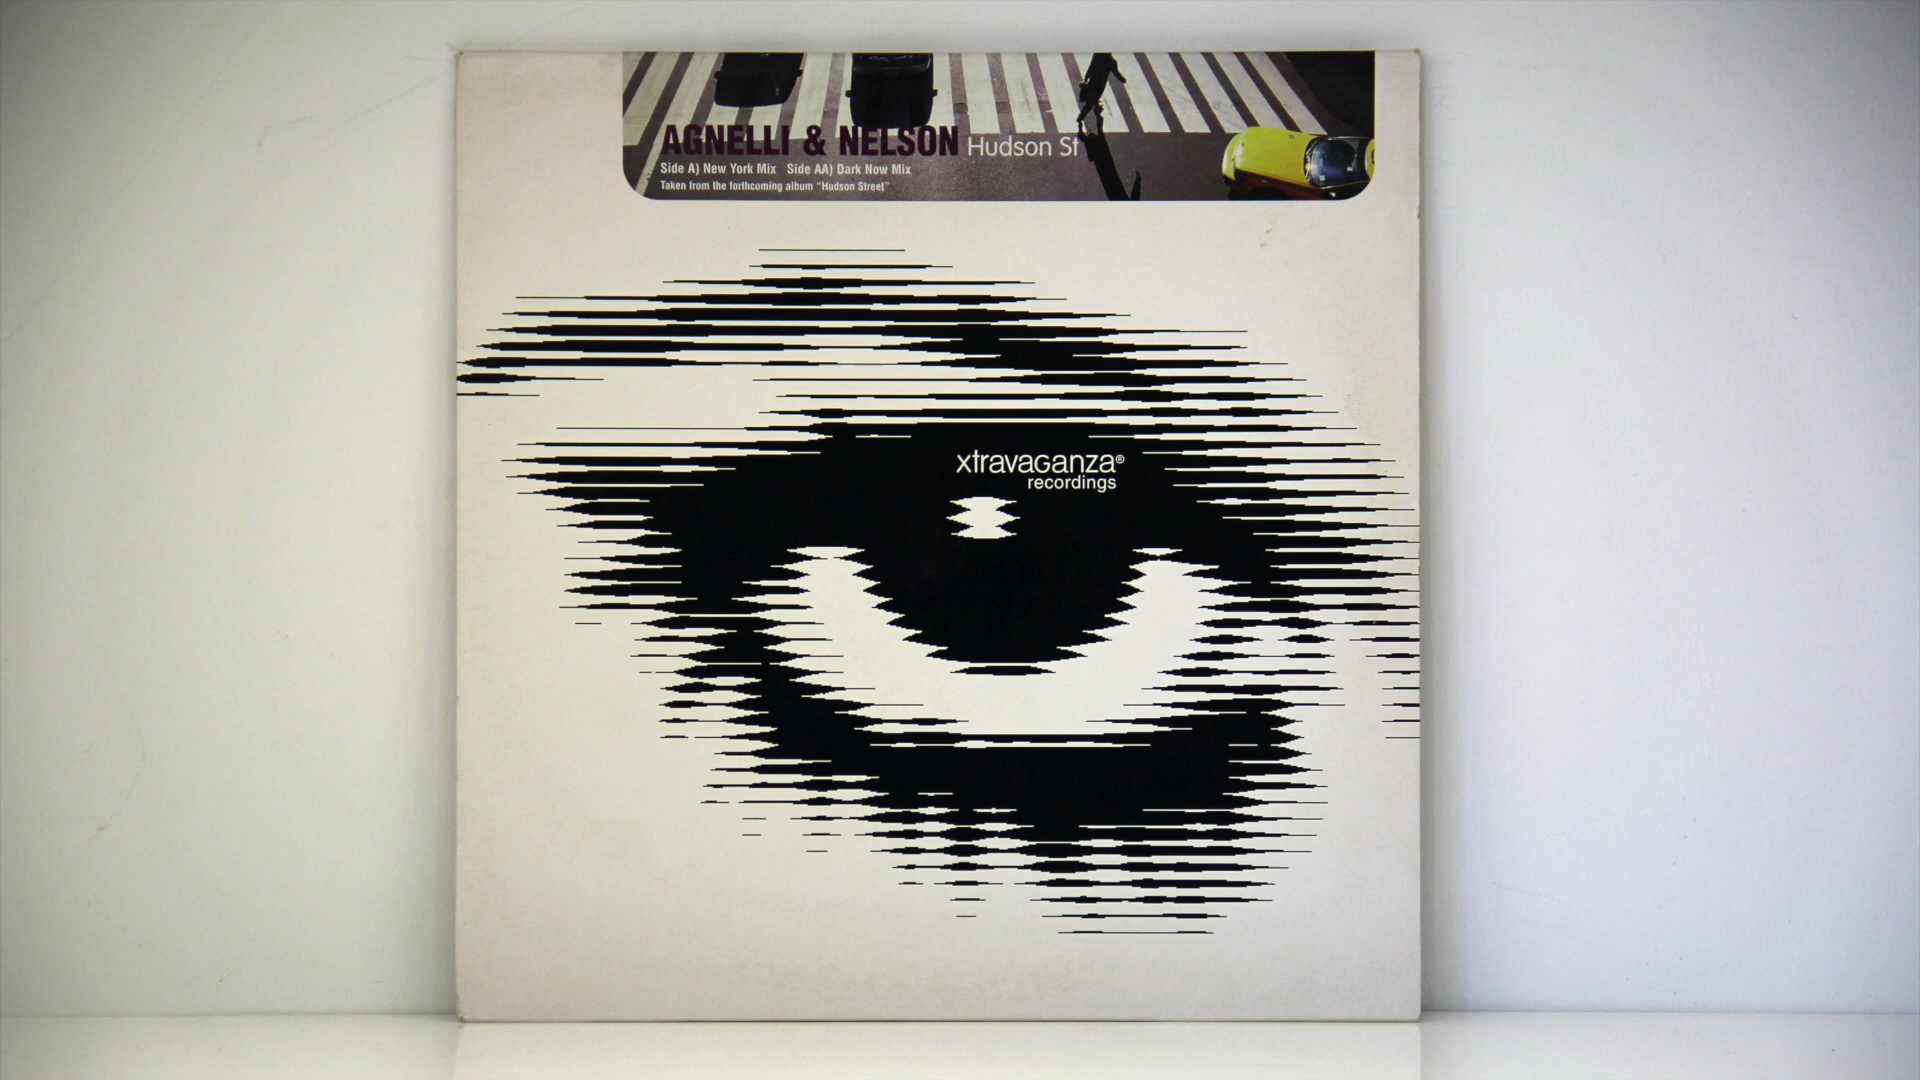 AGNELLI & NELSON Hudson St
Side A) New York Mix Side AA) Dark Now Mix
Taken from the forthcoming album "Hudson Street"
xtravaGanza®
recordings